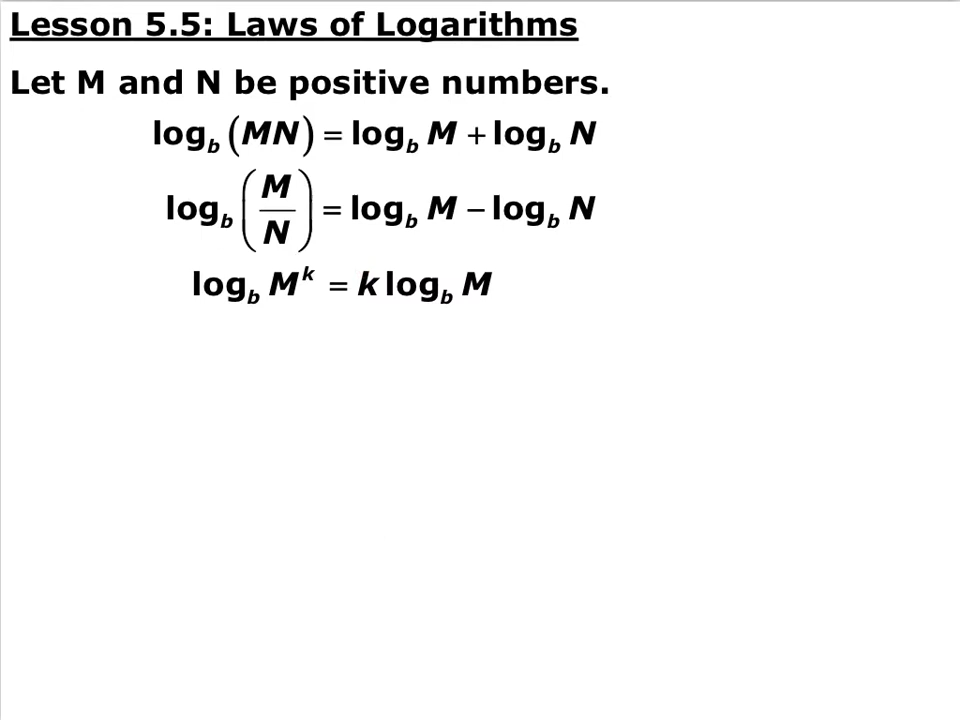 Lesson 5.5: Laws of Logarithms
Let M and N be positive numbers.
log_b (MN) = log_b M + log_b N
log_b (M/N) = log_b M − log_b N
log_b M^k = k log_b M